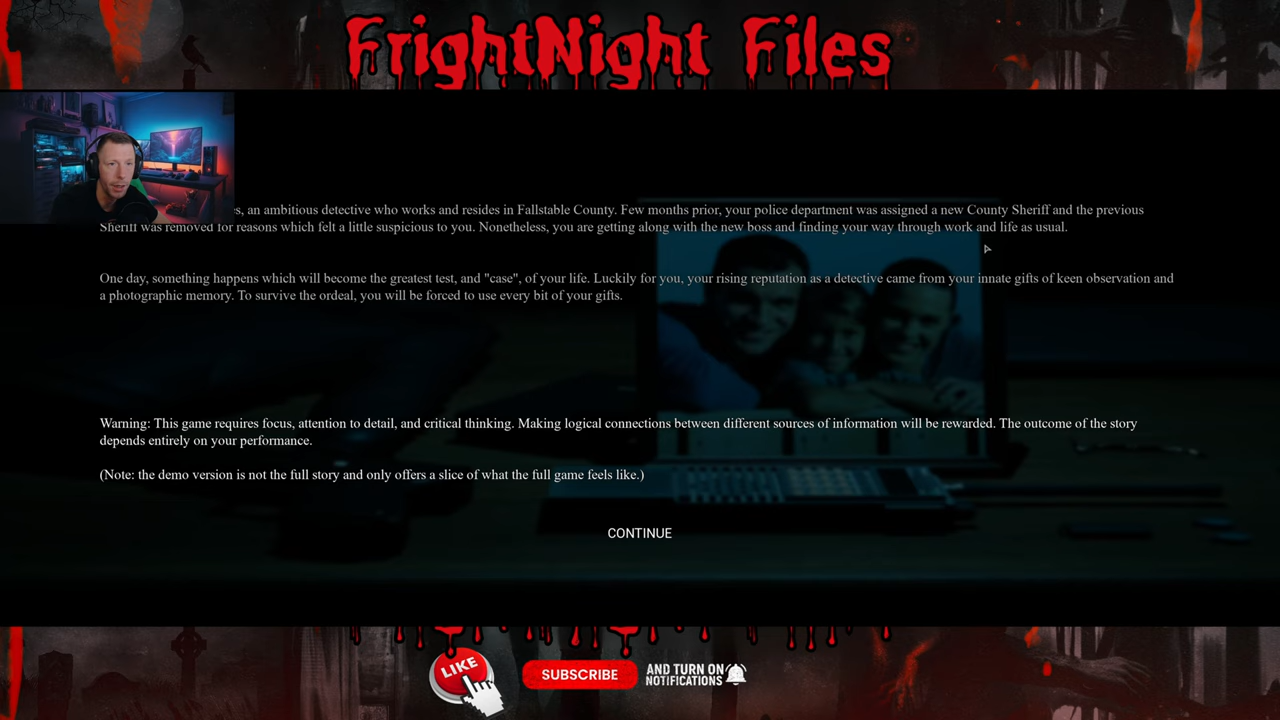 FrightNight Files
an ambitious detective who works and resides in Fallstable County. Few months prior, your police department was assigned a new County Sheriff and the previous
Sheriff was removed for reasons which felt a little suspicious to you. Nonetheless, you are getting along with the new boss and finding your way through work and life as usual.
One day, something happens which will become the greatest test, and "case", of your life. Luckily for you, your rising reputation as a detective came from your innate gifts of keen observation and
a photographic memory. To survive the ordeal, you will be forced to use every bit of your gifts.
Warning: This game requires focus, attention to detail, and critical thinking. Making logical connections between different sources of information will be rewarded. The outcome of the story
depends entirely on your performance.
(Note: the demo version is not the full story and only offers a slice of what the full game feels like.)
CONTINUE
LIKE
SUBSCRIBE
AND TURN ON
NOTIFICATIONS